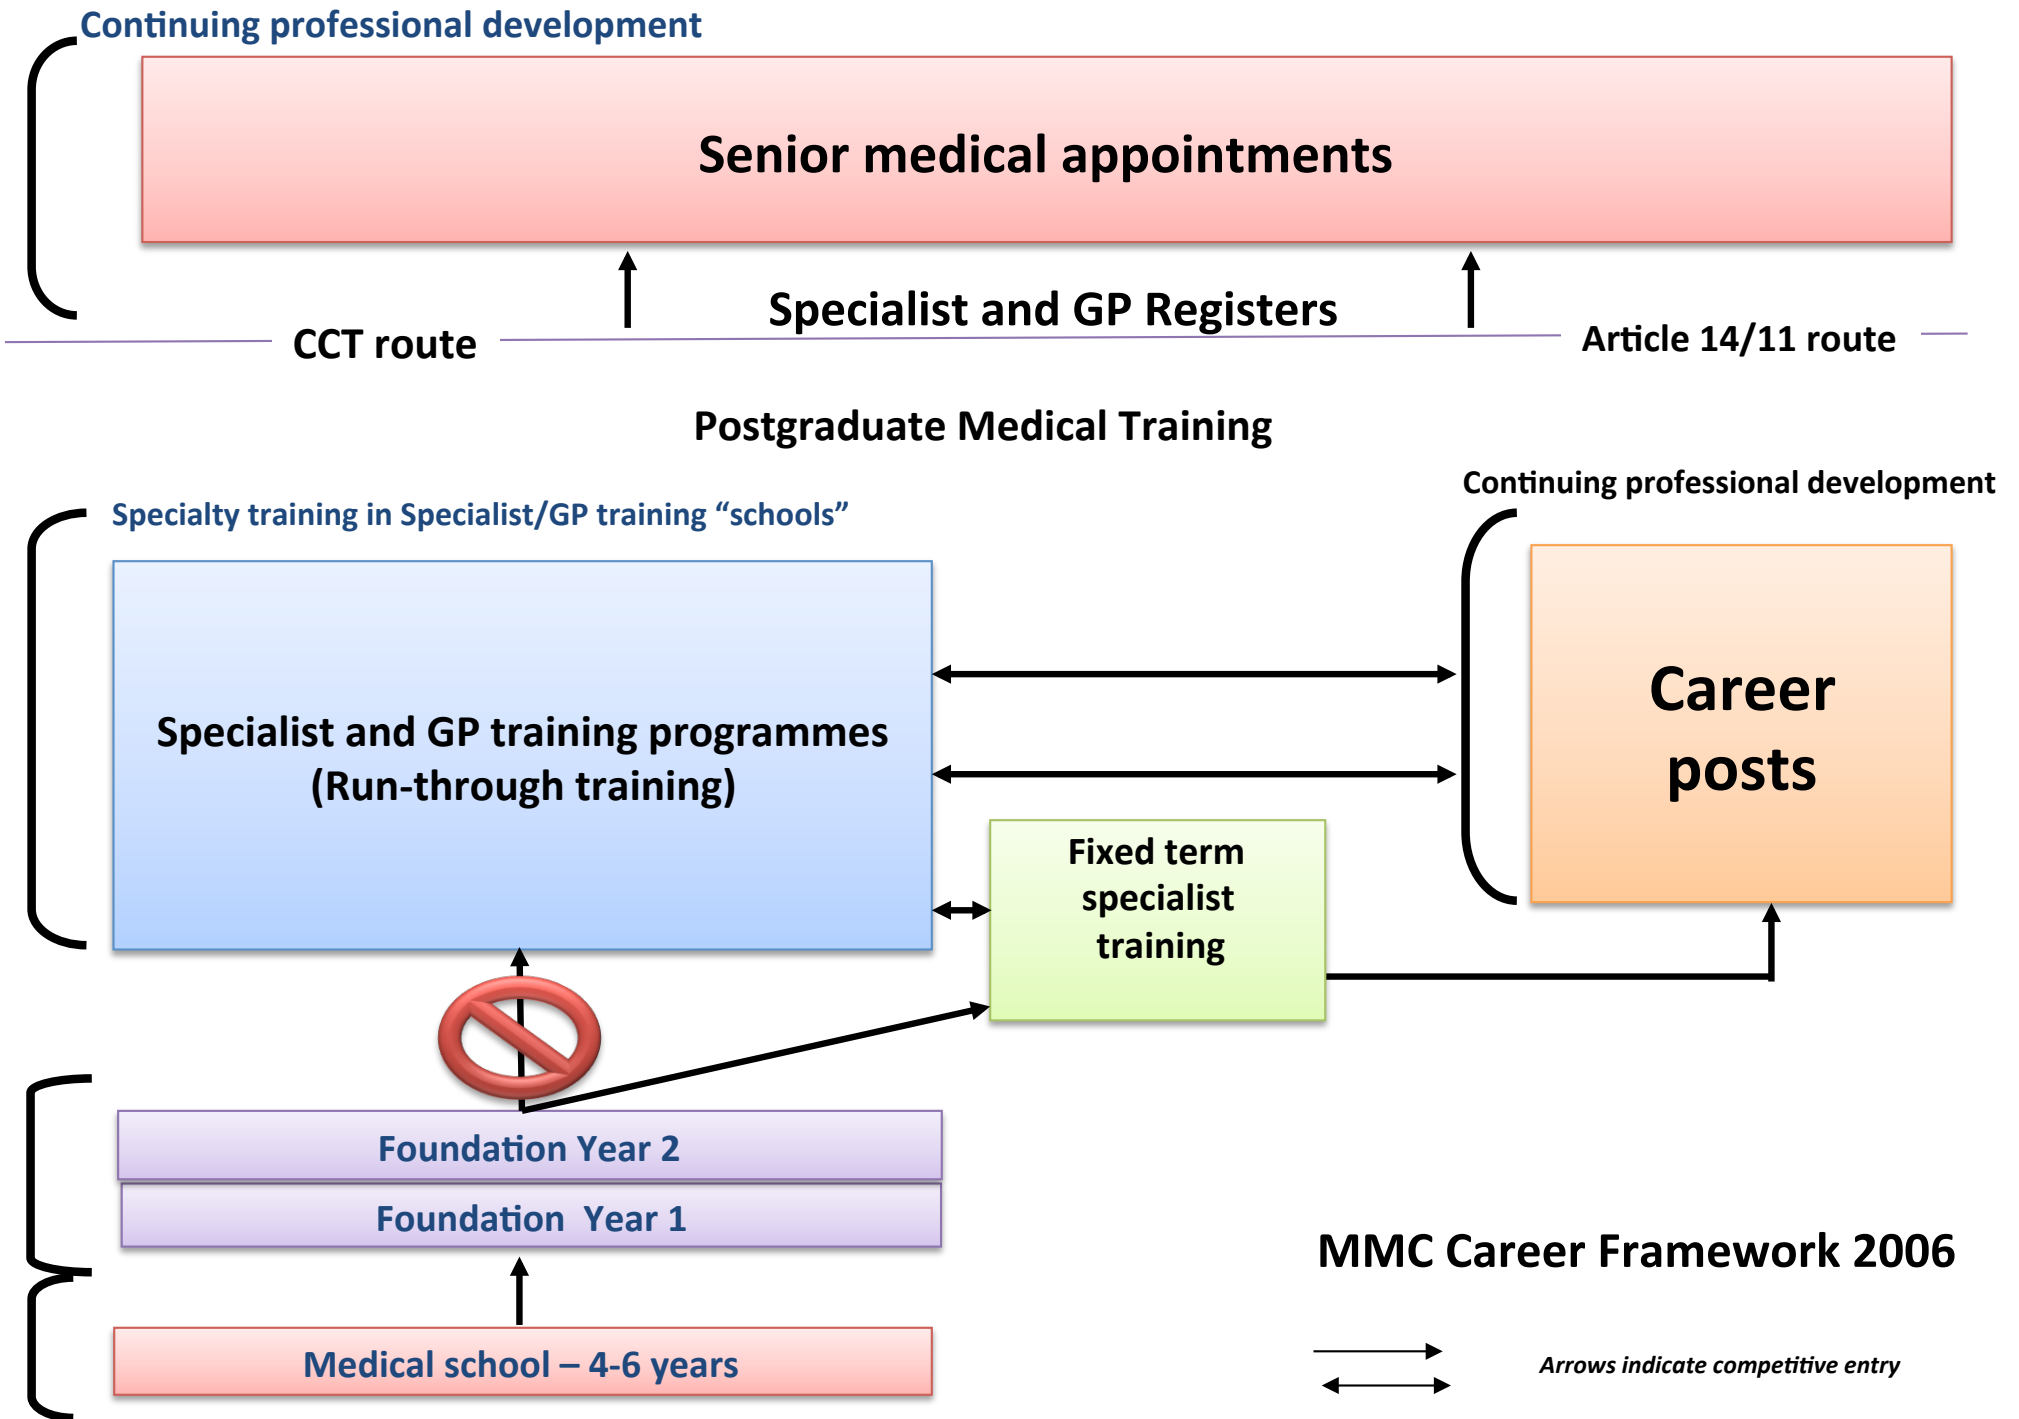 Continuing professional development
Senior medical appointments
Specialist and GP Registers
CCT route
Article 14/11 route
Postgraduate Medical Training
Continuing professional development
Specialty training in Specialist/GP training “schools”
Specialist and GP training programmes
(Run-through training)
Career
posts
Fixed term
specialist
training
Foundation Year 2
Foundation  Year 1
MMC Career Framework 2006
Medical school – 4-6 years
Arrows indicate competitive entry